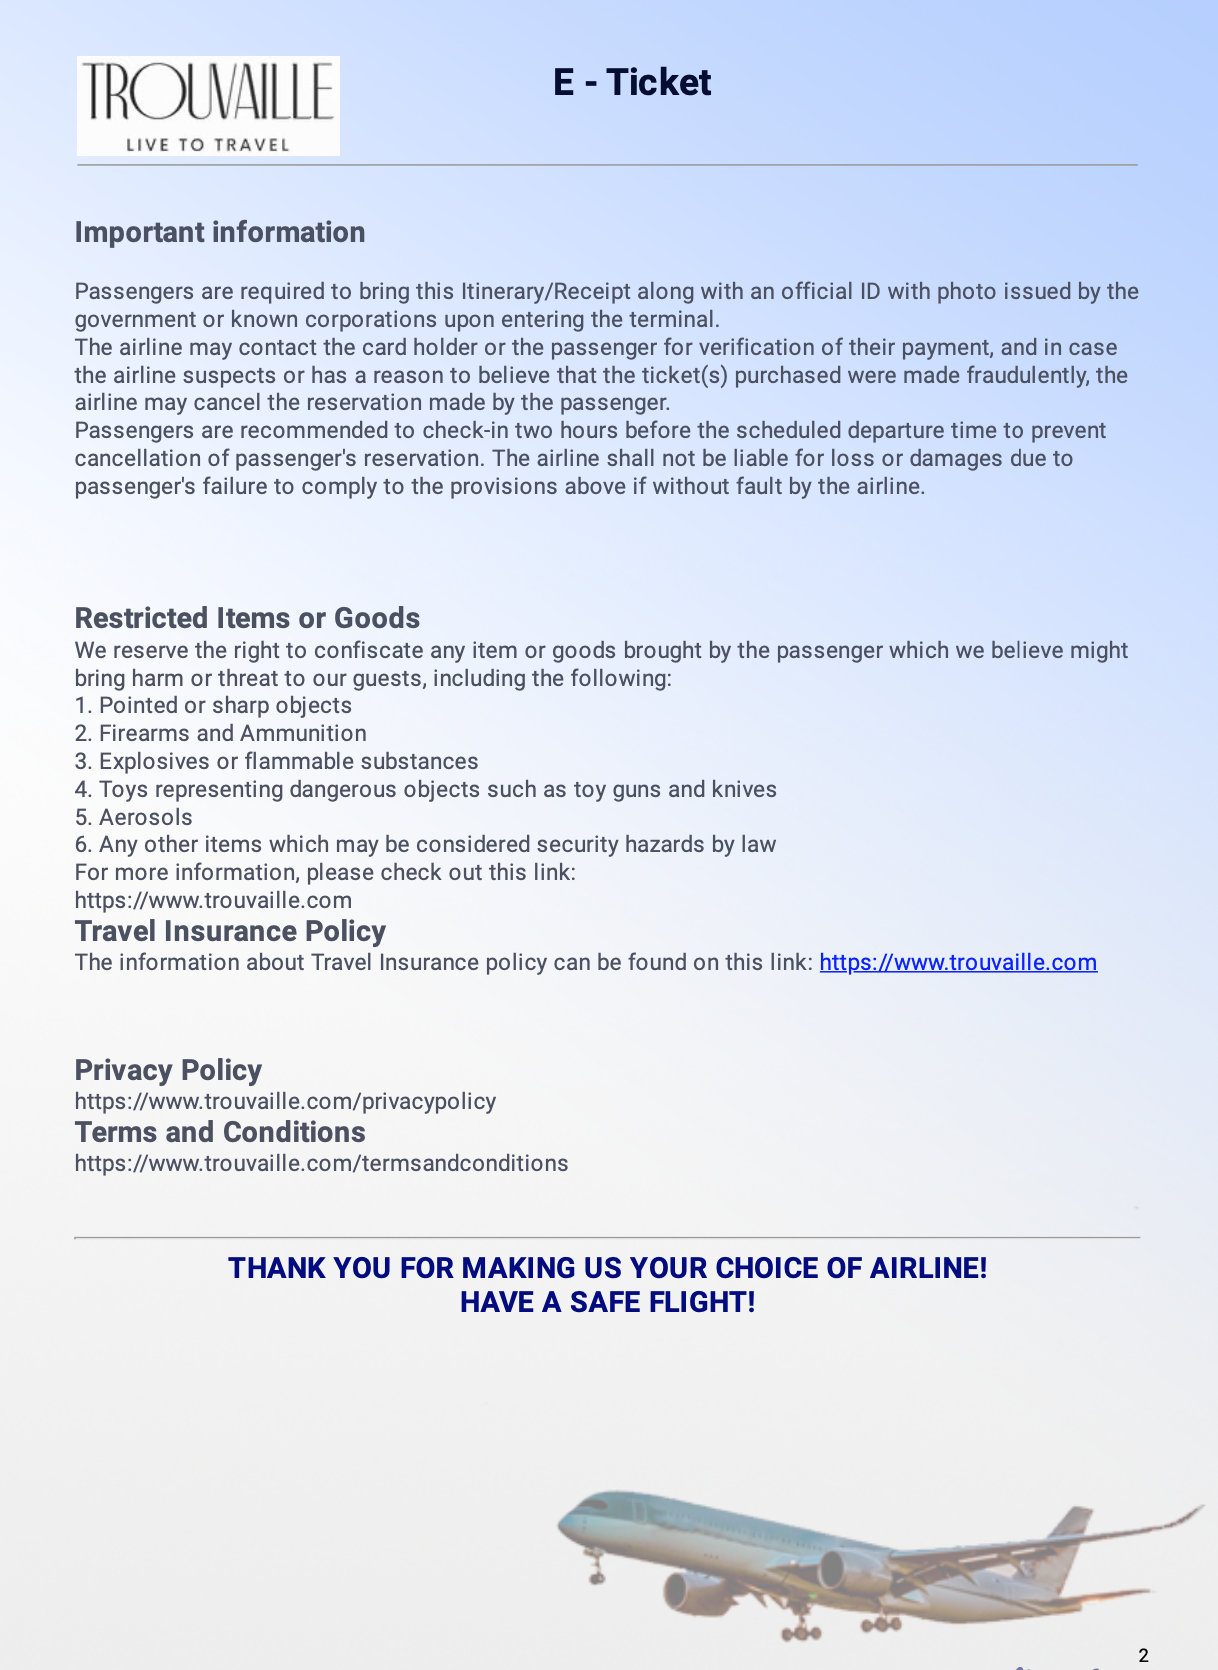 TROUVAILLE
LIVE TO TRAVEL
E - Ticket
Important information
Passengers are required to bring this Itinerary/Receipt along with an official ID with photo issued by the
government or known corporations upon entering the terminal.
The airline may contact the card holder or the passenger for verification of their payment, and in case
the airline suspects or has a reason to believe that the ticket(s) purchased were made fraudulently, the
airline may cancel the reservation made by the passenger.
Passengers are recommended to check-in two hours before the scheduled departure time to prevent
cancellation of passenger's reservation. The airline shall not be liable for loss or damages due to
passenger's failure to comply to the provisions above if without fault by the airline.
Restricted Items or Goods
We reserve the right to confiscate any item or goods brought by the passenger which we believe might
bring harm or threat to our guests, including the following:
1. Pointed or sharp objects
2. Firearms and Ammunition
3. Explosives or flammable substances
4. Toys representing dangerous objects such as toy guns and knives
5. Aerosols
6. Any other items which may be considered security hazards by law
For more information, please check out this link:
https://www.trouvaille.com
Travel Insurance Policy
The information about Travel Insurance policy can be found on this link: https://www.trouvaille.com
Privacy Policy
https://www.trouvaille.com/privacypolicy
Terms and Conditions
https://www.trouvaille.com/termsandconditions
THANK YOU FOR MAKING US YOUR CHOICE OF AIRLINE!
HAVE A SAFE FLIGHT!
2